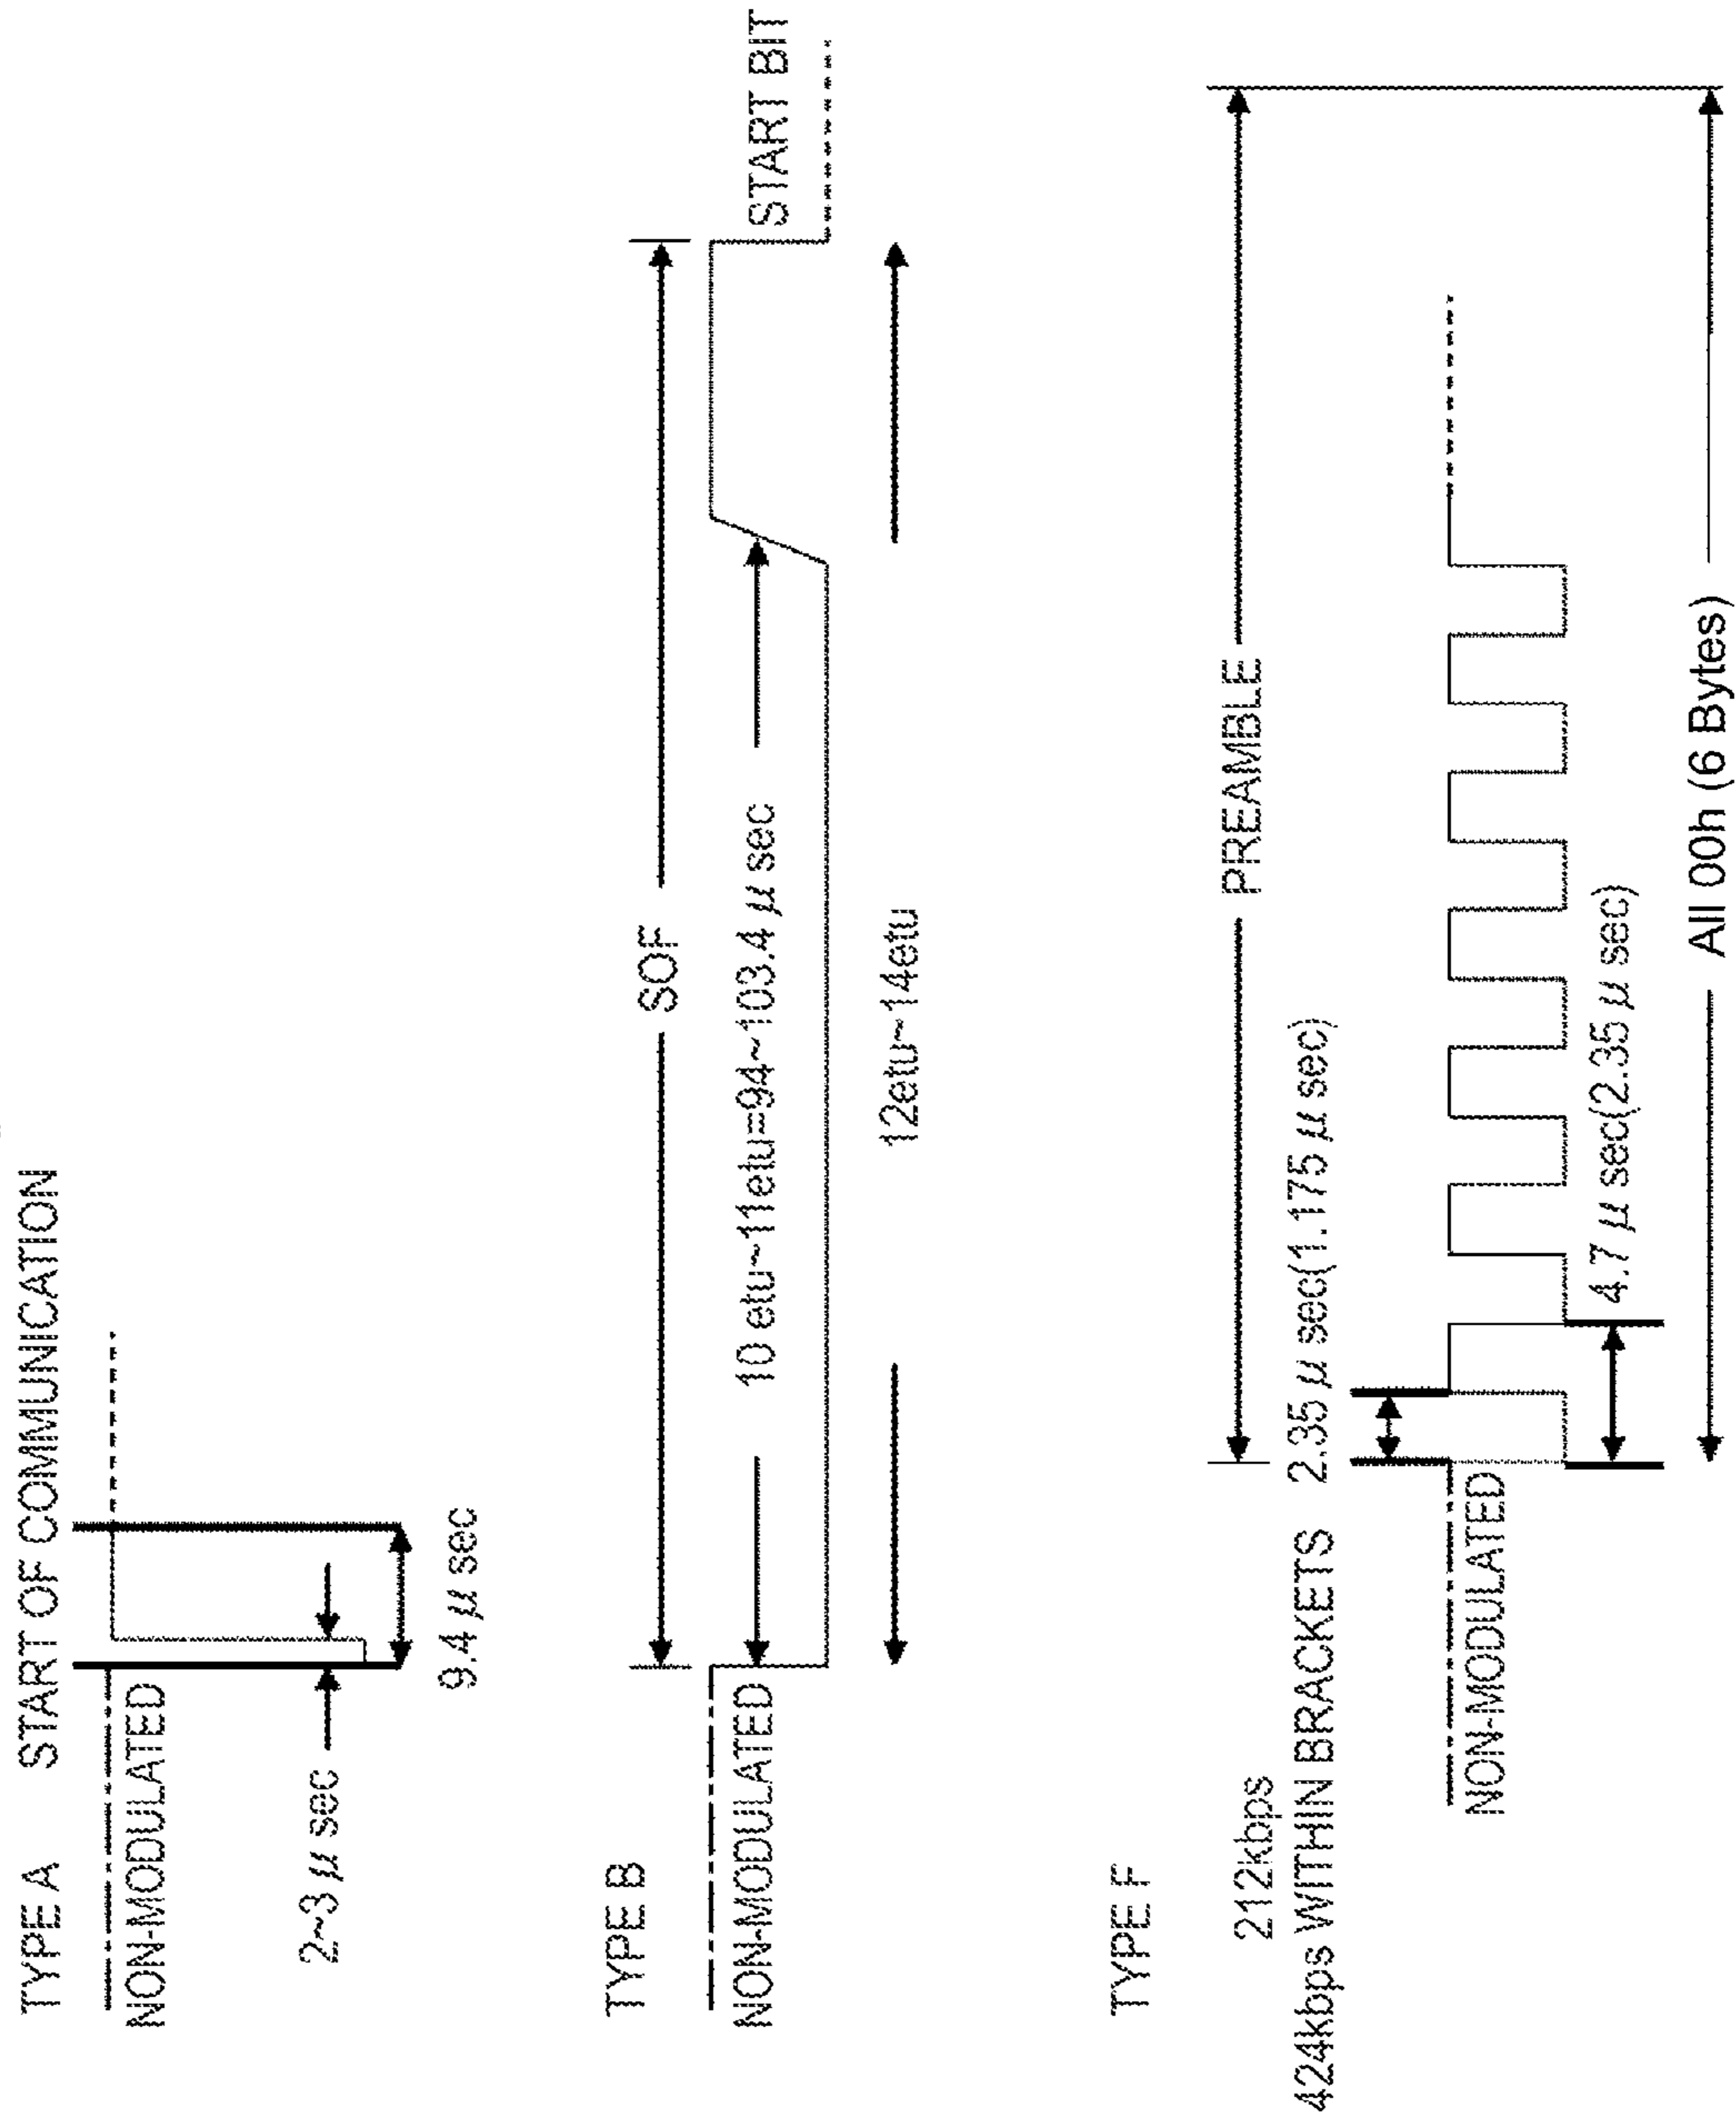 TYPE A START OF COMMUNICATION
NON-MODULATED
2~3 μ sec
9.4 μ sec
TYPE B
SOF
NON-MODULATED
10 etu~11etu=94~103.4 μ sec
START BIT
12etu~14etu
TYPE F
212kbps
PREAMBLE
424kbps WITHIN BRACKETS 2.35 μ sec(1.175 μ sec)
NON-MODULATED
4.7 μ sec(2.35 μ sec)
All 00h (6 Bytes)